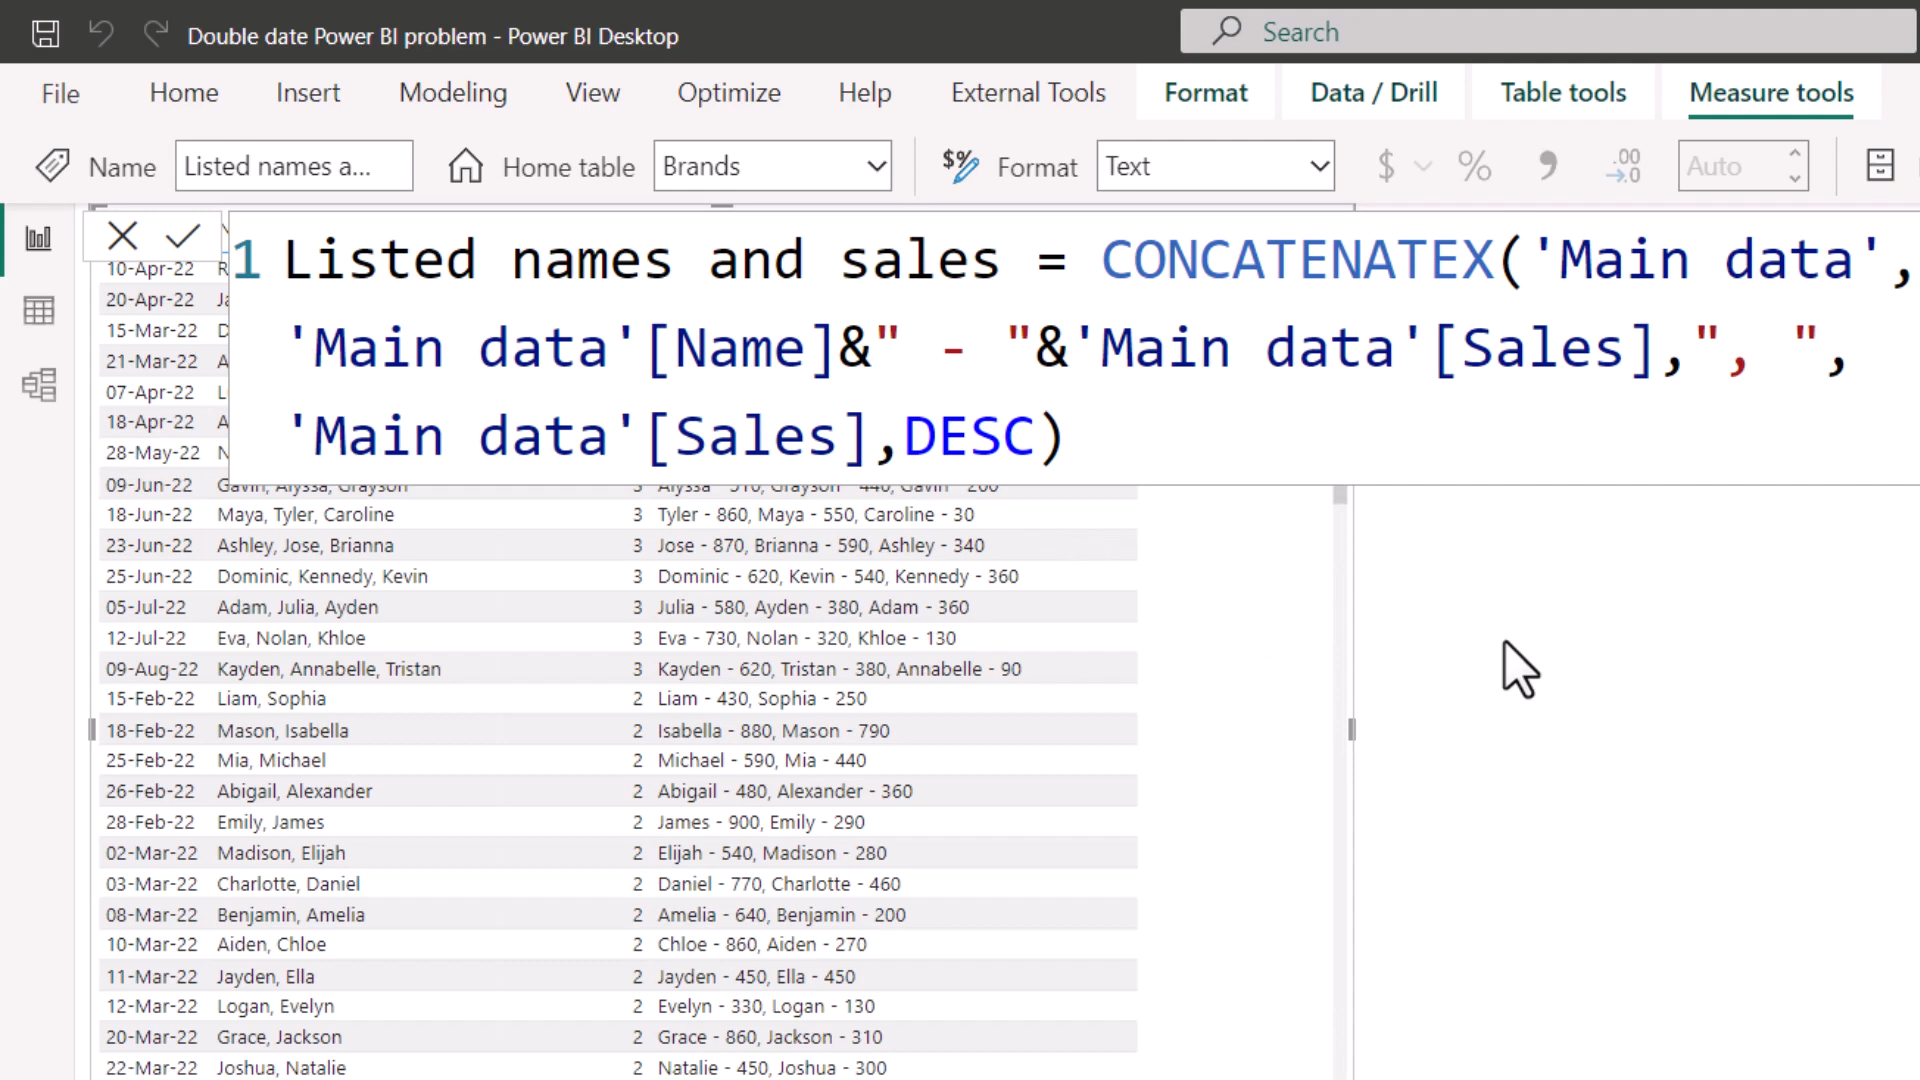 Double date Power BI problem - Power BI Desktop
Search
File Home Insert Modeling View Optimize Help External Tools Format Data / Drill Table tools Measure tools
Name Listed names a... Home table Brands $% Format Text $ % , .00 →.0 Auto
1 Listed names and sales = CONCATENATEX('Main data',
'Main data'[Name]&" - "&'Main data'[Sales],", ",
'Main data'[Sales],DESC)
10-Apr-22 R
20-Apr-22 Ja
15-Mar-22 D
21-Mar-22 A
07-Apr-22 L
18-Apr-22 A
28-May-22 N
09-Jun-22 Gavin, Alyssa, Grayson 3 Alyssa - 510, Grayson - 440, Gavin - 200
18-Jun-22 Maya, Tyler, Caroline 3 Tyler - 860, Maya - 550, Caroline - 30
23-Jun-22 Ashley, Jose, Brianna 3 Jose - 870, Brianna - 590, Ashley - 340
25-Jun-22 Dominic, Kennedy, Kevin 3 Dominic - 620, Kevin - 540, Kennedy - 360
05-Jul-22 Adam, Julia, Ayden 3 Julia - 580, Ayden - 380, Adam - 360
12-Jul-22 Eva, Nolan, Khloe 3 Eva - 730, Nolan - 320, Khloe - 130
09-Aug-22 Kayden, Annabelle, Tristan 3 Kayden - 620, Tristan - 380, Annabelle - 90
15-Feb-22 Liam, Sophia 2 Liam - 430, Sophia - 250
18-Feb-22 Mason, Isabella 2 Isabella - 880, Mason - 790
25-Feb-22 Mia, Michael 2 Michael - 590, Mia - 440
26-Feb-22 Abigail, Alexander 2 Abigail - 480, Alexander - 360
28-Feb-22 Emily, James 2 James - 900, Emily - 290
02-Mar-22 Madison, Elijah 2 Elijah - 540, Madison - 280
03-Mar-22 Charlotte, Daniel 2 Daniel - 770, Charlotte - 460
08-Mar-22 Benjamin, Amelia 2 Amelia - 640, Benjamin - 200
10-Mar-22 Aiden, Chloe 2 Chloe - 860, Aiden - 270
11-Mar-22 Jayden, Ella 2 Jayden - 450, Ella - 450
12-Mar-22 Logan, Evelyn 2 Evelyn - 330, Logan - 130
20-Mar-22 Grace, Jackson 2 Grace - 860, Jackson - 310
22-Mar-22 Joshua, Natalie 2 Natalie - 450, Joshua - 300